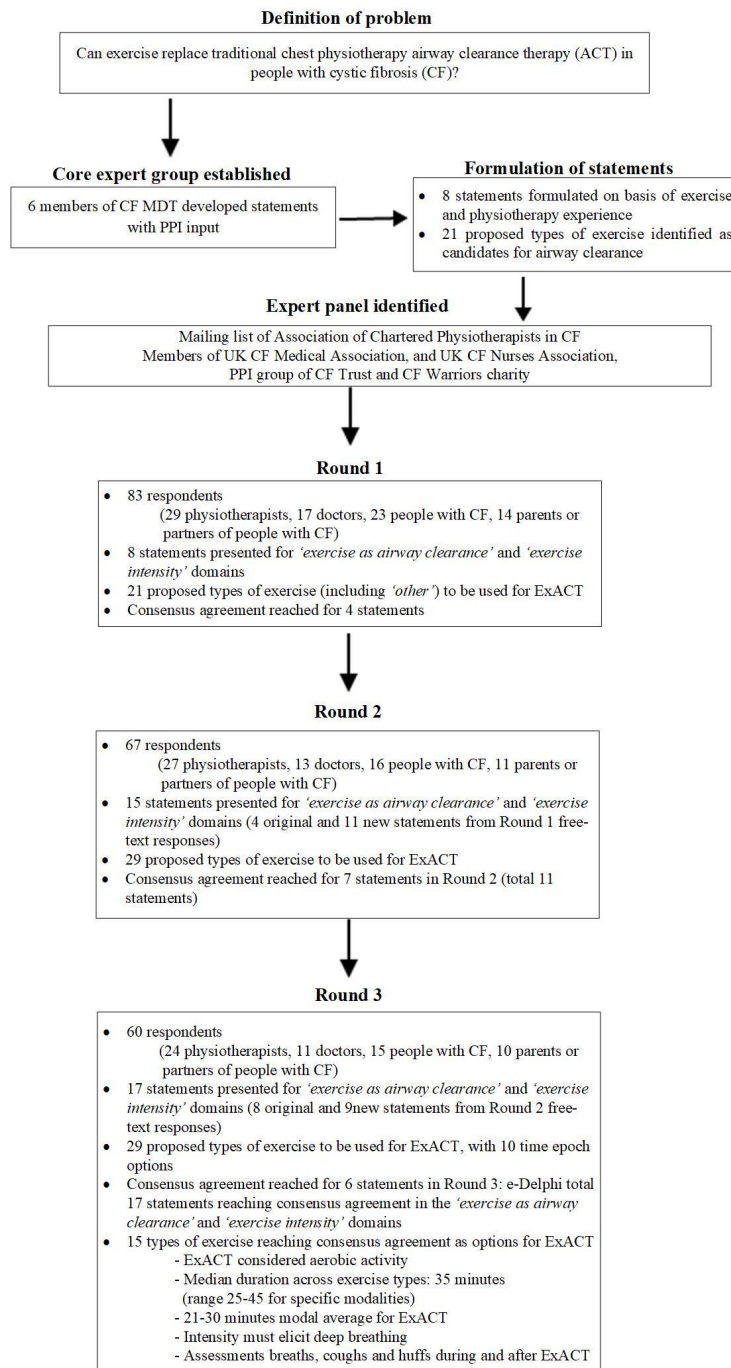 Definition of problem
Can exercise replace traditional chest physiotherapy airway clearance therapy (ACT) in
people with cystic fibrosis (CF)?
Core expert group established
6 members of CF MDT developed statements
with PPI input
Formulation of statements
• 8 statements formulated on basis of exercise
and physiotherapy experience
• 21 proposed types of exercise identified as
candidates for airway clearance
Expert panel identified
Mailing list of Association of Chartered Physiotherapists in CF
Members of UK CF Medical Association, and UK CF Nurses Association,
PPI group of CF Trust and CF Warriors charity
Round 1
• 83 respondents
(29 physiotherapists, 17 doctors, 23 people with CF, 14 parents or
partners of people with CF)
• 8 statements presented for ‘exercise as airway clearance’ and ‘exercise
intensity’ domains
• 21 proposed types of exercise (including ‘other’) to be used for ExACT
• Consensus agreement reached for 4 statements
Round 2
• 67 respondents
(27 physiotherapists, 13 doctors, 16 people with CF, 11 parents or
partners of people with CF)
• 15 statements presented for ‘exercise as airway clearance’ and ‘exercise
intensity’ domains (4 original and 11 new statements from Round 1 free-
text responses)
• 29 proposed types of exercise to be used for ExACT
• Consensus agreement reached for 7 statements in Round 2 (total 11
statements)
Round 3
• 60 respondents
(24 physiotherapists, 11 doctors, 15 people with CF, 10 parents or
partners of people with CF)
• 17 statements presented for ‘exercise as airway clearance’ and ‘exercise
intensity’ domains (8 original and 9new statements from Round 2 free-
text responses)
• 29 proposed types of exercise to be used for ExACT, with 10 time epoch
options
• Consensus agreement reached for 6 statements in Round 3: e-Delphi total
17 statements reaching consensus agreement in the ‘exercise as airway
clearance’ and ‘exercise intensity’ domains
• 15 types of exercise reaching consensus agreement as options for ExACT
- ExACT considered aerobic activity
- Median duration across exercise types: 35 minutes
(range 25-45 for specific modalities)
- 21-30 minutes modal average for ExACT
- Intensity must elicit deep breathing
- Assessments breaths, coughs and huffs during and after ExACT